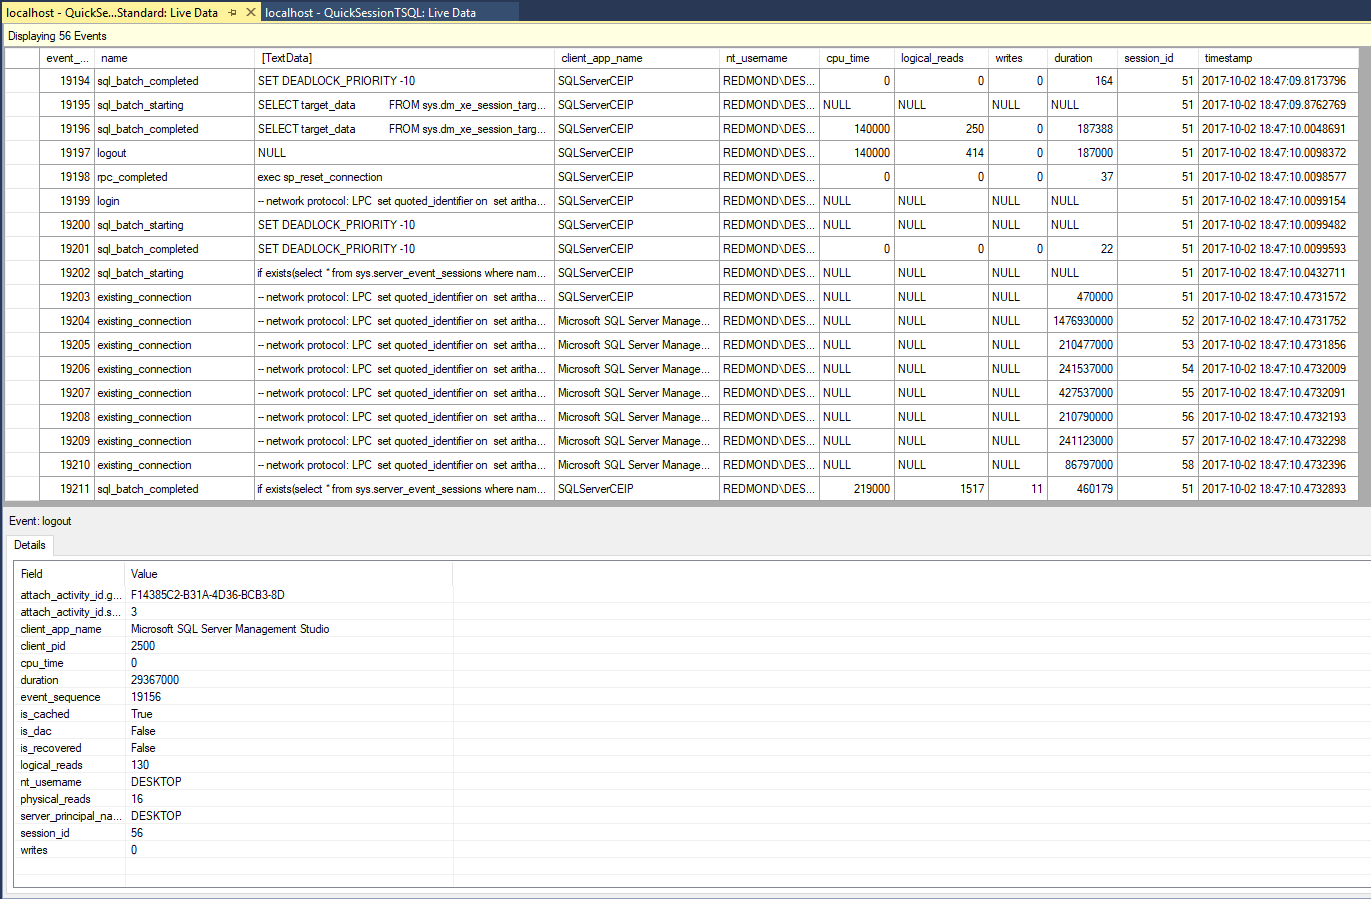 localhost - QuickSe...Standard: Live Data localhost - QuickSessionTSQL: Live Data
Displaying 56 Events
event_... name [TextData] client_app_name nt_username cpu_time logical_reads writes duration session_id timestamp
19194 sql_batch_completed SET DEADLOCK_PRIORITY -10 SQLServerCEIP REDMOND\DES... 0 0 0 164 51 2017-10-02 18:47:09.8173796
19195 sql_batch_starting SELECT target_data FROM sys.dm_xe_session_targ... SQLServerCEIP REDMOND\DES... NULL NULL NULL NULL 51 2017-10-02 18:47:09.8762769
19196 sql_batch_completed SELECT target_data FROM sys.dm_xe_session_targ... SQLServerCEIP REDMOND\DES... 140000 250 0 187388 51 2017-10-02 18:47:10.0048691
19197 logout NULL SQLServerCEIP REDMOND\DES... 140000 414 0 187000 51 2017-10-02 18:47:10.0098372
19198 rpc_completed exec sp_reset_connection SQLServerCEIP REDMOND\DES... 0 0 0 37 51 2017-10-02 18:47:10.0098577
19199 login -- network protocol: LPC set quoted_identifier on set aritha... SQLServerCEIP REDMOND\DES... NULL NULL NULL NULL 51 2017-10-02 18:47:10.0099154
19200 sql_batch_starting SET DEADLOCK_PRIORITY -10 SQLServerCEIP REDMOND\DES... NULL NULL NULL NULL 51 2017-10-02 18:47:10.0099482
19201 sql_batch_completed SET DEADLOCK_PRIORITY -10 SQLServerCEIP REDMOND\DES... 0 0 0 22 51 2017-10-02 18:47:10.0099593
19202 sql_batch_starting if exists(select * from sys.server_event_sessions where nam... SQLServerCEIP REDMOND\DES... NULL NULL NULL NULL 51 2017-10-02 18:47:10.0432711
19203 existing_connection -- network protocol: LPC set quoted_identifier on set aritha... SQLServerCEIP REDMOND\DES... NULL NULL NULL 470000 51 2017-10-02 18:47:10.4731572
19204 existing_connection -- network protocol: LPC set quoted_identifier on set aritha... Microsoft SQL Server Manage... REDMOND\DES... NULL NULL NULL 1476930000 52 2017-10-02 18:47:10.4731752
19205 existing_connection -- network protocol: LPC set quoted_identifier on set aritha... Microsoft SQL Server Manage... REDMOND\DES... NULL NULL NULL 210477000 53 2017-10-02 18:47:10.4731856
19206 existing_connection -- network protocol: LPC set quoted_identifier on set aritha... Microsoft SQL Server Manage... REDMOND\DES... NULL NULL NULL 241537000 54 2017-10-02 18:47:10.4732009
19207 existing_connection -- network protocol: LPC set quoted_identifier on set aritha... Microsoft SQL Server Manage... REDMOND\DES... NULL NULL NULL 427537000 55 2017-10-02 18:47:10.4732091
19208 existing_connection -- network protocol: LPC set quoted_identifier on set aritha... Microsoft SQL Server Manage... REDMOND\DES... NULL NULL NULL 210790000 56 2017-10-02 18:47:10.4732193
19209 existing_connection -- network protocol: LPC set quoted_identifier on set aritha... Microsoft SQL Server Manage... REDMOND\DES... NULL NULL NULL 241123000 57 2017-10-02 18:47:10.4732298
19210 existing_connection -- network protocol: LPC set quoted_identifier on set aritha... Microsoft SQL Server Manage... REDMOND\DES... NULL NULL NULL 86797000 58 2017-10-02 18:47:10.4732396
19211 sql_batch_completed if exists(select * from sys.server_event_sessions where nam... SQLServerCEIP REDMOND\DES... 219000 1517 11 460179 51 2017-10-02 18:47:10.4732893
Event: logout
Details
Field Value
attach_activity_id.g... F14385C2-B31A-4D36-BCB3-8D
attach_activity_id.s... 3
client_app_name Microsoft SQL Server Management Studio
client_pid 2500
cpu_time 0
duration 29367000
event_sequence 19156
is_cached True
is_dac False
is_recovered False
logical_reads 130
nt_username DESKTOP
physical_reads 16
server_principal_na... DESKTOP
session_id 56
writes 0